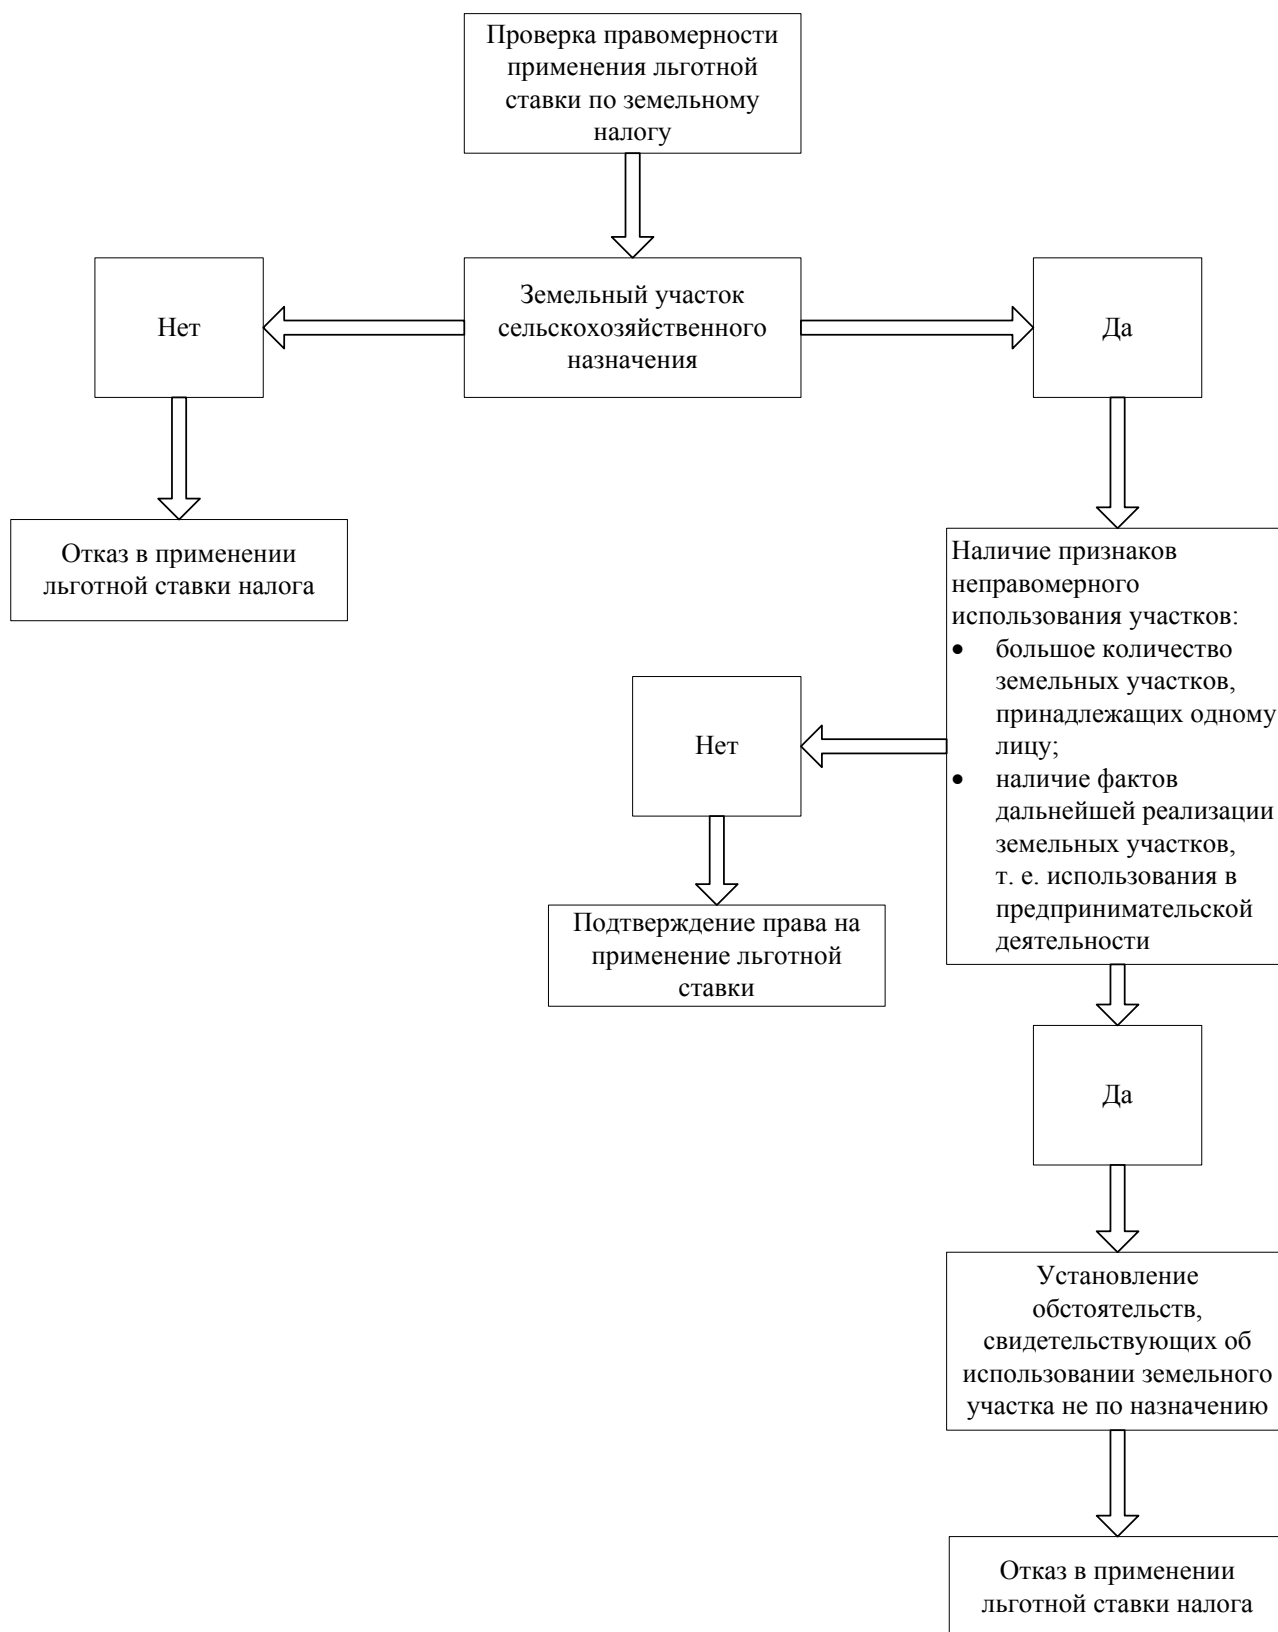 Проверка правомерности
применения льготной
ставки по земельному
налогу
Нет
Земельный участок
сельскохозяйственного
назначения
Да
Отказ в применении
льготной ставки налога
Наличие признаков
неправомерного
использования участков:
• большое количество
земельных участков,
принадлежащих одному
лицу;
• наличие фактов
дальнейшей реализации
земельных участков,
т. е. использования в
предпринимательской
деятельности
Нет
Подтверждение права на
применение льготной
ставки
Да
Установление
обстоятельств,
свидетельствующих об
использовании земельного
участка не по назначению
Отказ в применении
льготной ставки налога